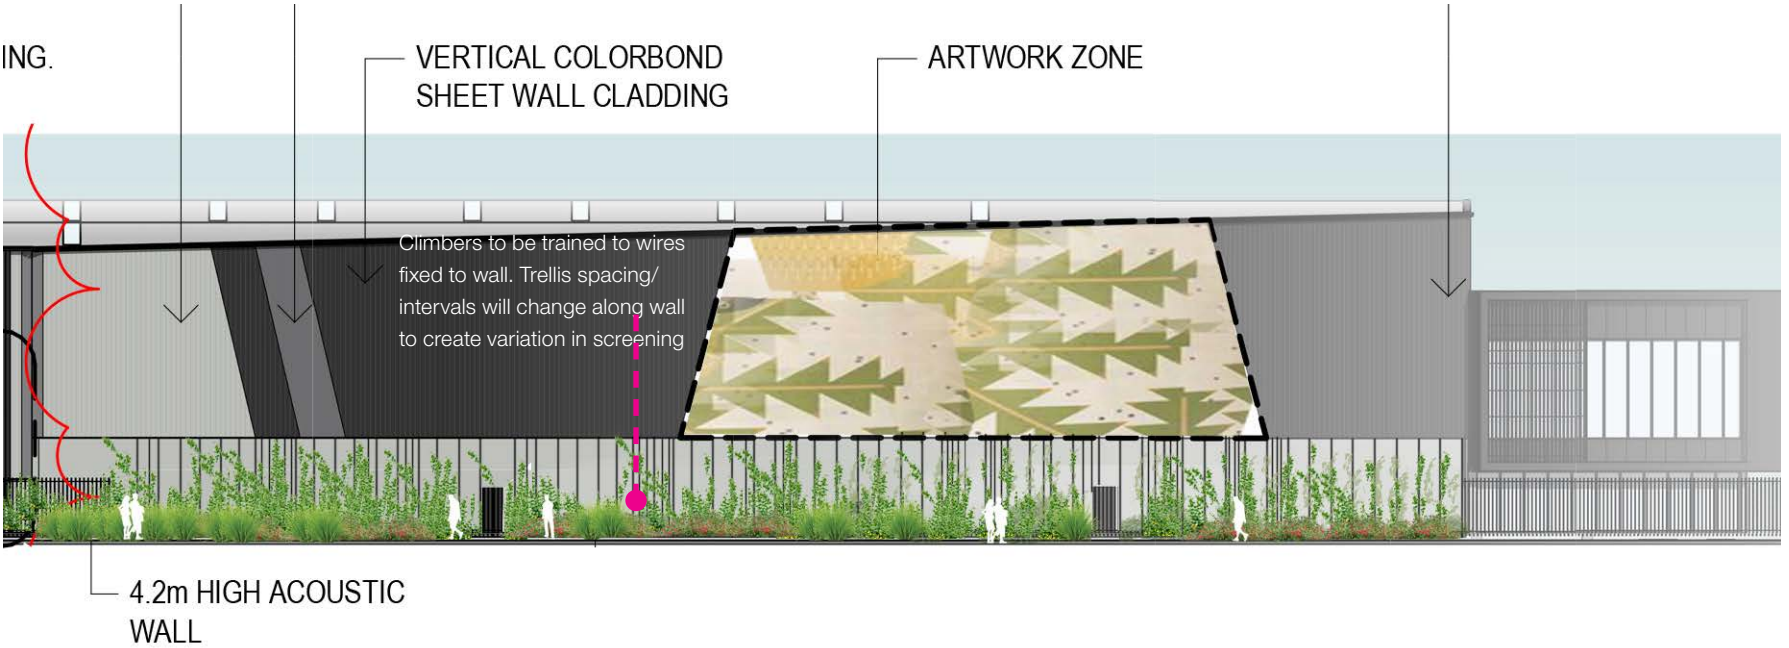 ING.
VERTICAL COLORBOND
SHEET WALL CLADDING
ARTWORK ZONE
Climbers to be trained to wires
fixed to wall. Trellis spacing/
intervals will change along wall
to create variation in screening
4.2m HIGH ACOUSTIC
WALL